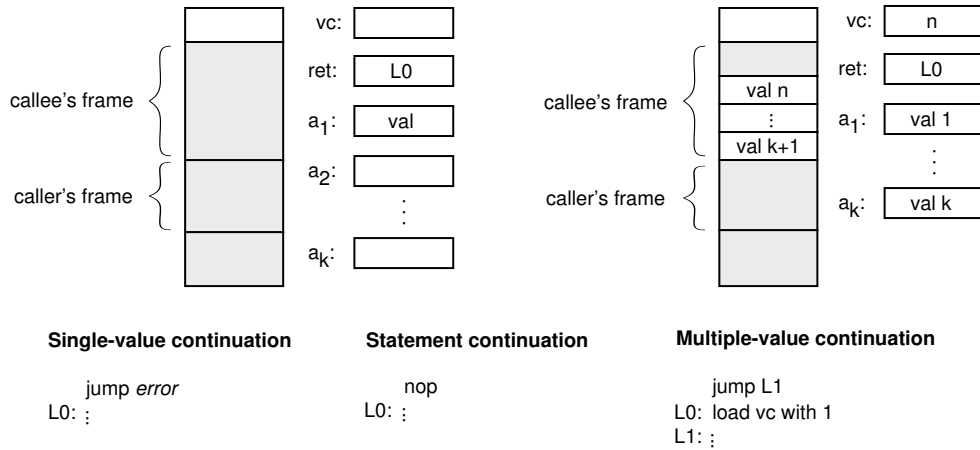 vc:
ret: L0
callee's frame
a1: val
a2:
caller's frame
⋮
ak:
vc: n
ret: L0
val n
callee's frame
⋮
a1: val 1
val k+1
⋮
caller's frame
ak: val k
Single-value continuation
jump error
L0: ⋮
Statement continuation
nop
L0: ⋮
Multiple-value continuation
jump L1
L0: load vc with 1
L1: ⋮